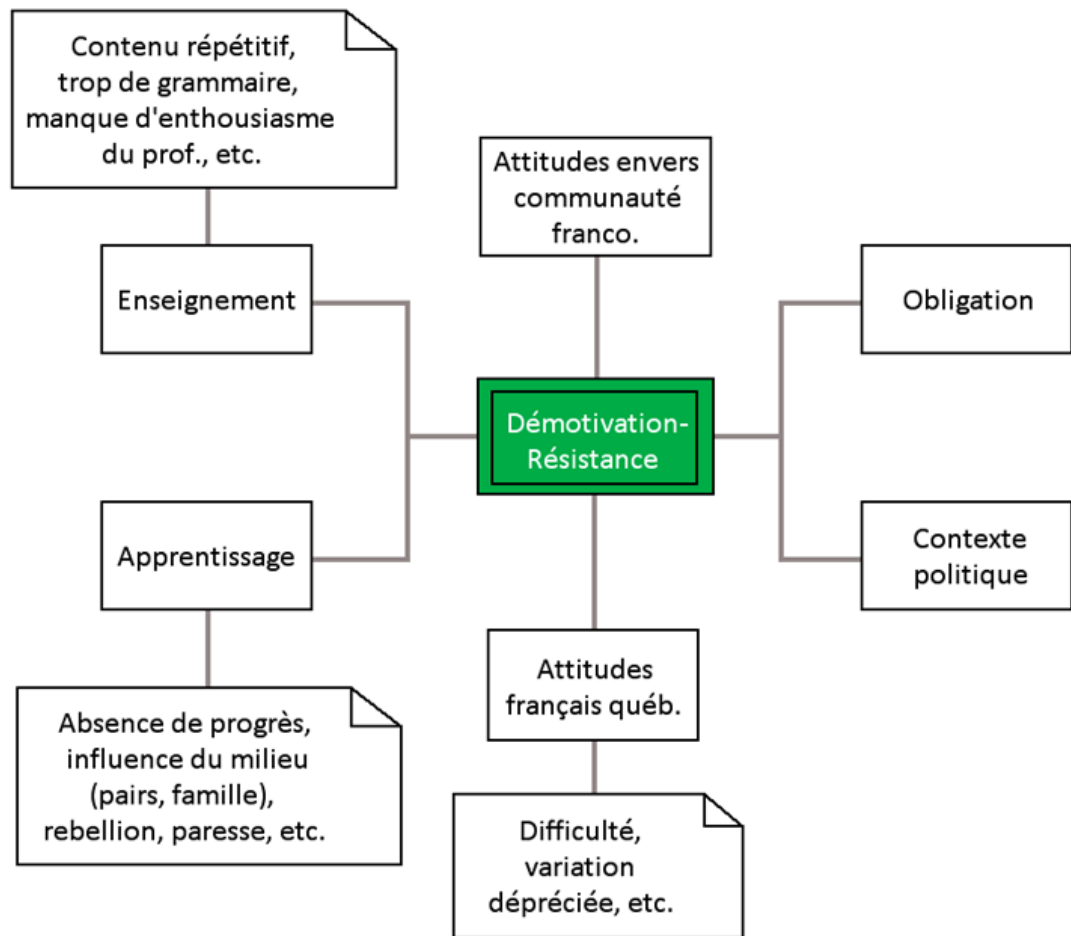 Contenu répétitif,
trop de grammaire,
manque d'enthousiasme
du prof., etc.
Attitudes envers
communauté
franco.
Enseignement
Obligation
Démotivation-
Résistance
Apprentissage
Contexte
politique
Attitudes
français québ.
Absence de progrès,
influence du milieu
(pairs, famille),
rebellion, paresse, etc.
Difficulté,
variation
dépréciée, etc.